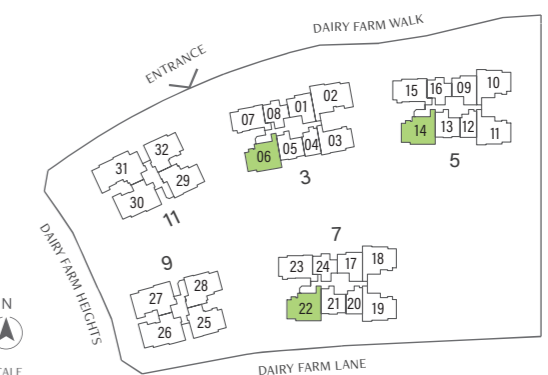 DAIRY FARM WALK
ENTRANCE
15 16 09 10
14 13 12 11
5
07 08 01 02
06 05 04 03
3
32
31
29
30
11
7
23 24 17 18
22 21 20 19
9
27 28
26 25
DAIRY FARM HEIGHTS
N
DAIRY FARM LANE